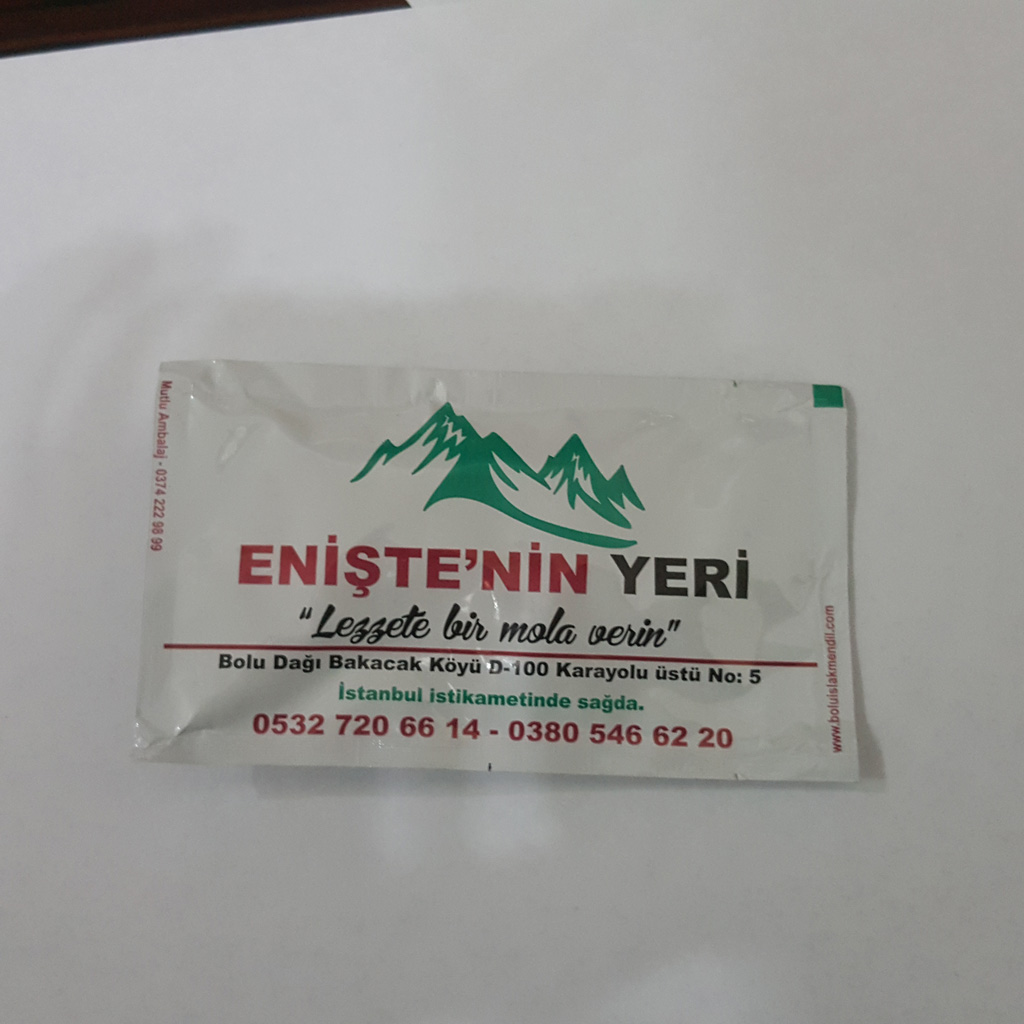 ENİŞTE'NİN YERİ
"Lezzete bir mola verin"
Bolu Dağı Bakacak Köyü D-100 Karayolu üstü No: 5
İstanbul istikametinde sağda.
0532 720 66 14 - 0380 546 62 20
Mutlu Ambalaj - 0374 222 98 99
www.boluislakmendil.com